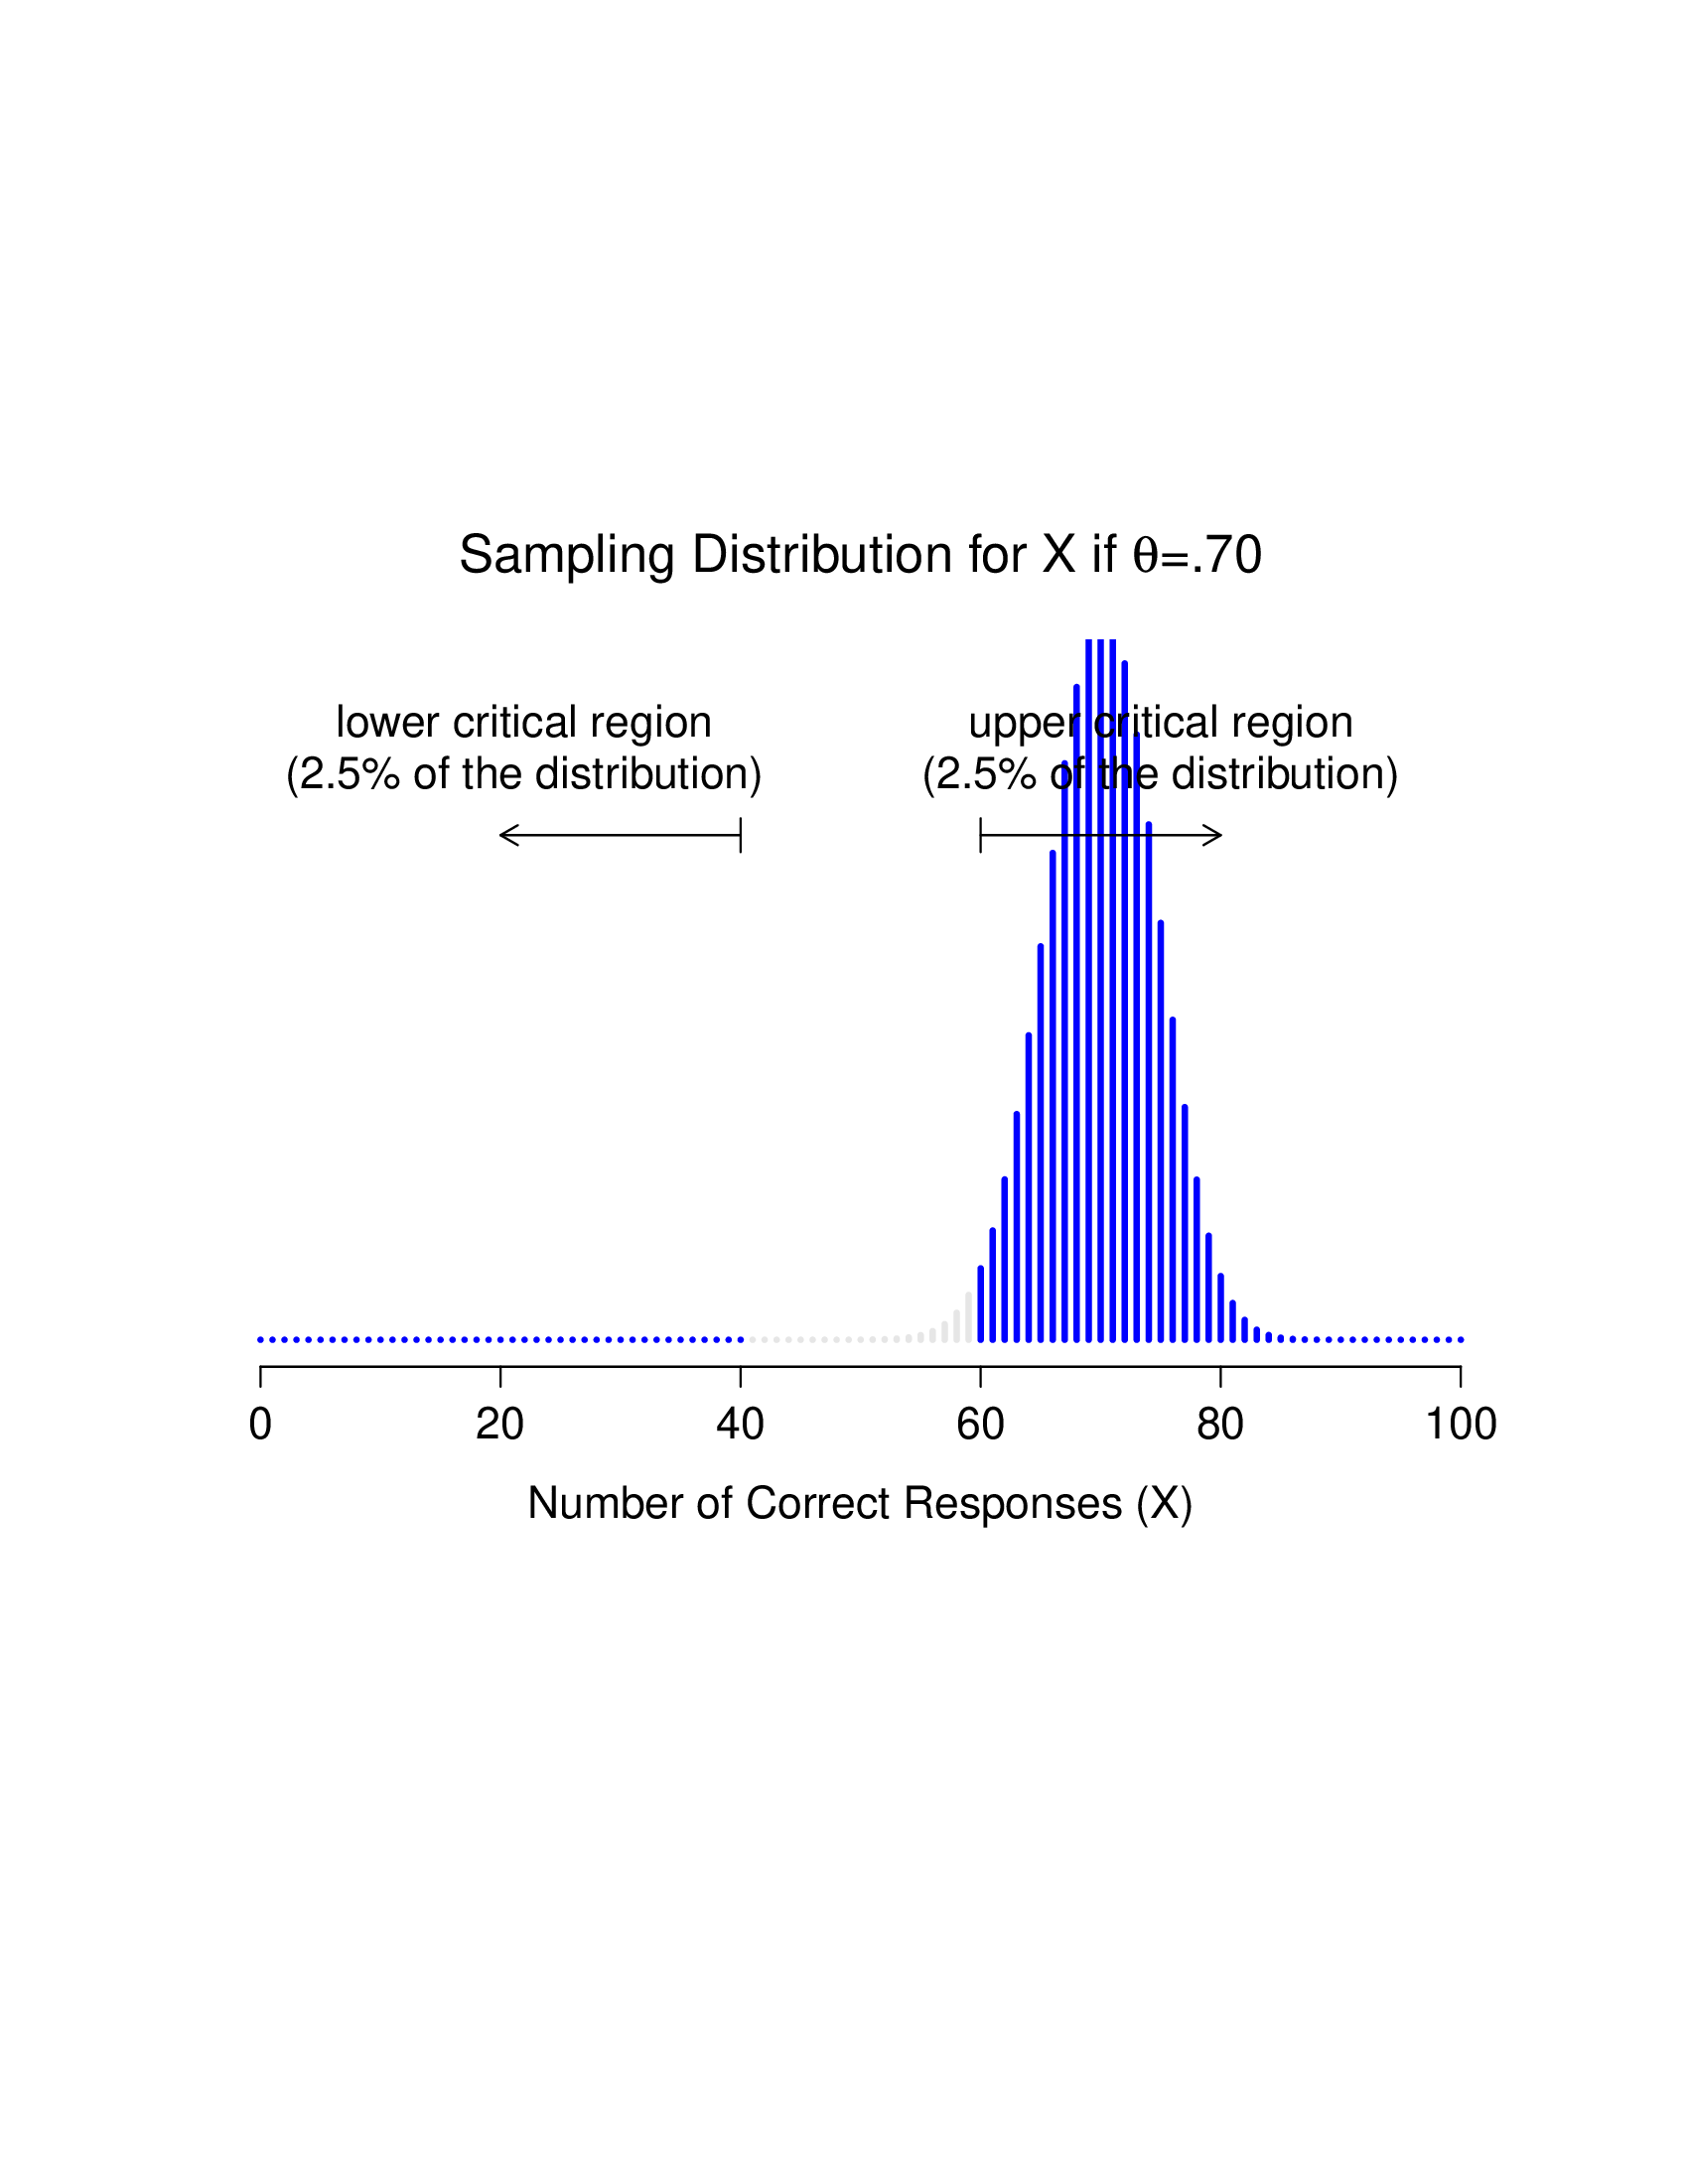 Sampling Distribution for X if θ=.70
lower critical region
(2.5% of the distribution)
upper critical region
(2.5% of the distribution)
0 20 40 60 80 100
Number of Correct Responses (X)